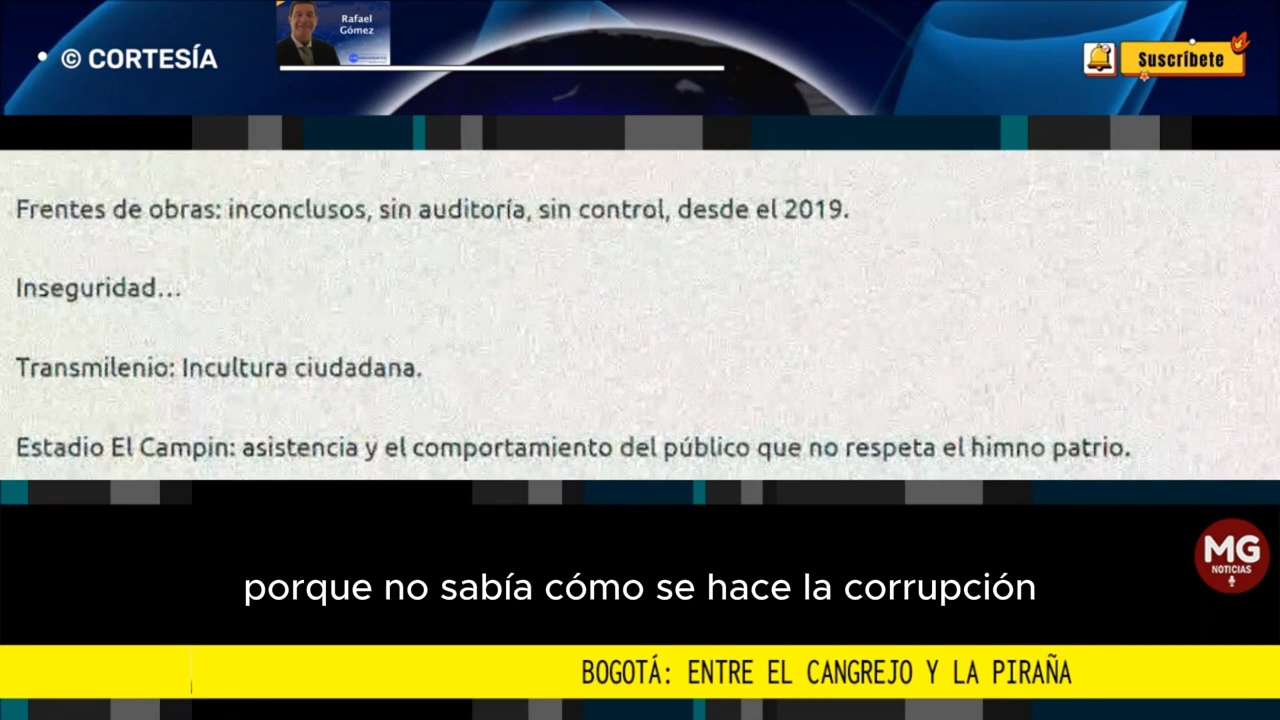 © CORTESÍA
Rafael
Gómez
Suscríbete
Frentes de obras: inconclusos, sin auditoría, sin control, desde el 2019.
Inseguridad...
Transmilenio: Incultura ciudadana.
Estadio El Campin: asistencia y el comportamiento del público que no respeta el himno patrio.
MG
NOTICIAS
porque no sabía cómo se hace la corrupción
BOGOTÁ: ENTRE EL CANGREJO Y LA PIRAÑA